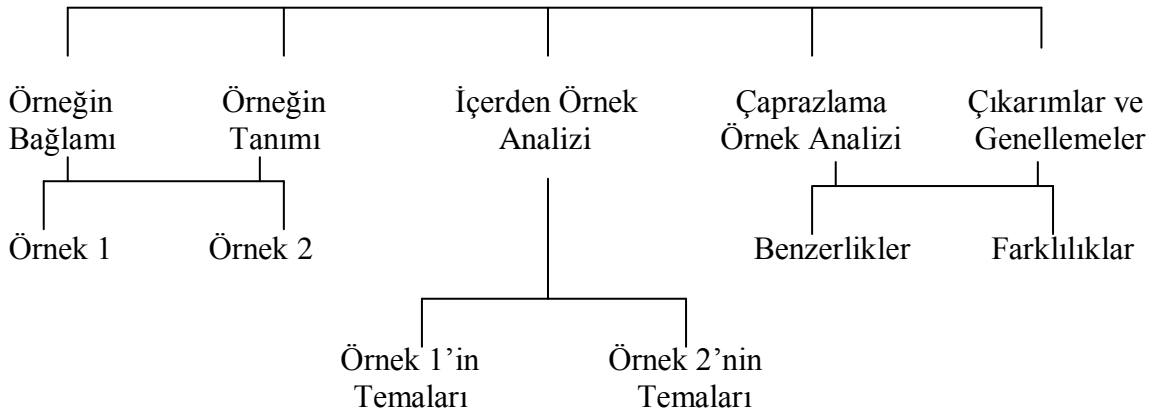 Örneğin
Bağlamı
Örneğin
Tanımı
İçerden Örnek
Analizi
Çaprazlama
Örnek Analizi
Çıkarımlar ve
Genellemeler
Örnek 1
Örnek 2
Benzerlikler
Farklılıklar
Örnek 1’in
Temaları
Örnek 2’nin
Temaları